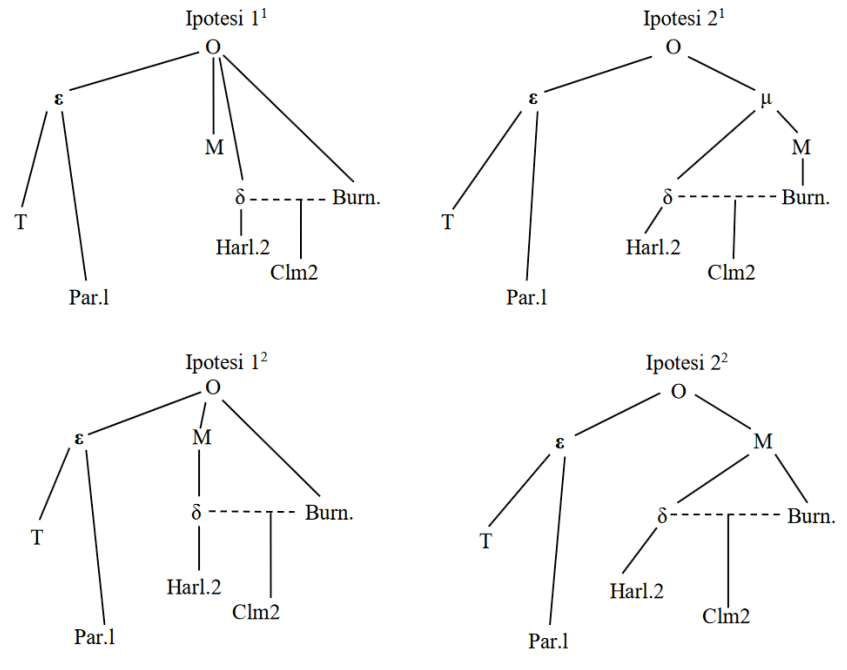 Ipotesi 1¹
O
ε
M
δ
Burn.
T
Harl.2
Clm2
Par.l
Ipotesi 2¹
O
ε
μ
M
δ
Burn.
T
Harl.2
Clm2
Par.l
Ipotesi 1²
O
ε
M
δ
Burn.
T
Harl.2
Clm2
Par.l
Ipotesi 2²
O
ε
M
δ
Burn.
T
Harl.2
Clm2
Par.l